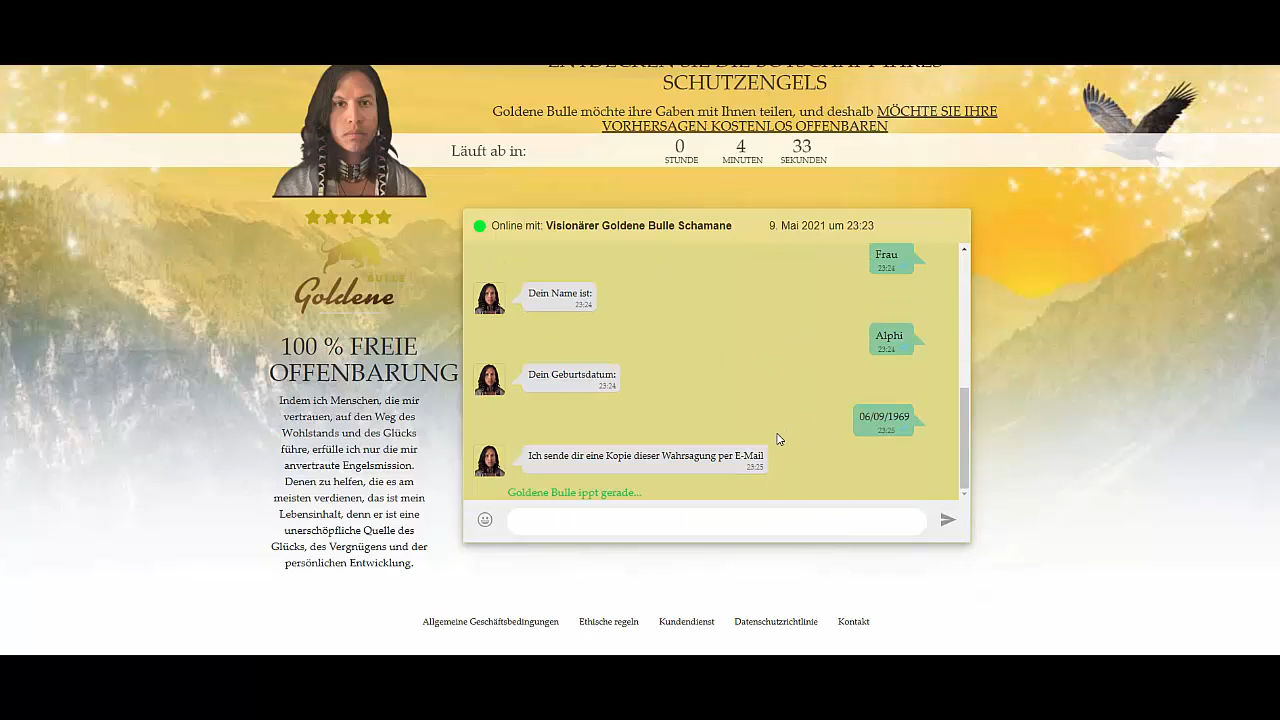 ENTDECKEN SIE DIE BOTSCHAFT IHRES
SCHUTZENGELS
Goldene Bulle möchte ihre Gaben mit Ihnen teilen, und deshalb MÖCHTE SIE IHRE
VORHERSAGEN KOSTENLOS OFFENBAREN
Läuft ab in:
0 4 33
STUNDE MINUTEN SEKUNDEN
BULLE
Goldene
100 % FREIE
OFFENBARUNG
Indem ich Menschen, die mir
vertrauen, auf den Weg des
Wohlstands und des Glücks
führe, erfülle ich nur die mir
anvertraute Engelsmission.
Denen zu helfen, die es am
meisten verdienen, das ist mein
Lebensinhalt, denn er ist eine
unerschöpfliche Quelle des
Glücks, des Vergnügens und der
persönlichen Entwicklung.
Online mit: Visionärer Goldene Bulle Schamane 9. Mai 2021 um 23:23
Frau
23:24
Dein Name ist:
23:24
Alphi
23:24
Dein Geburtsdatum:
23:24
06/09/1969
23:25
Ich sende dir eine Kopie dieser Wahrsagung per E-Mail
23:25
Goldene Bulle ippt gerade...
Allgemeine Geschäftsbedingungen Ethische regeln Kundendienst Datenschutzrichtlinie Kontakt